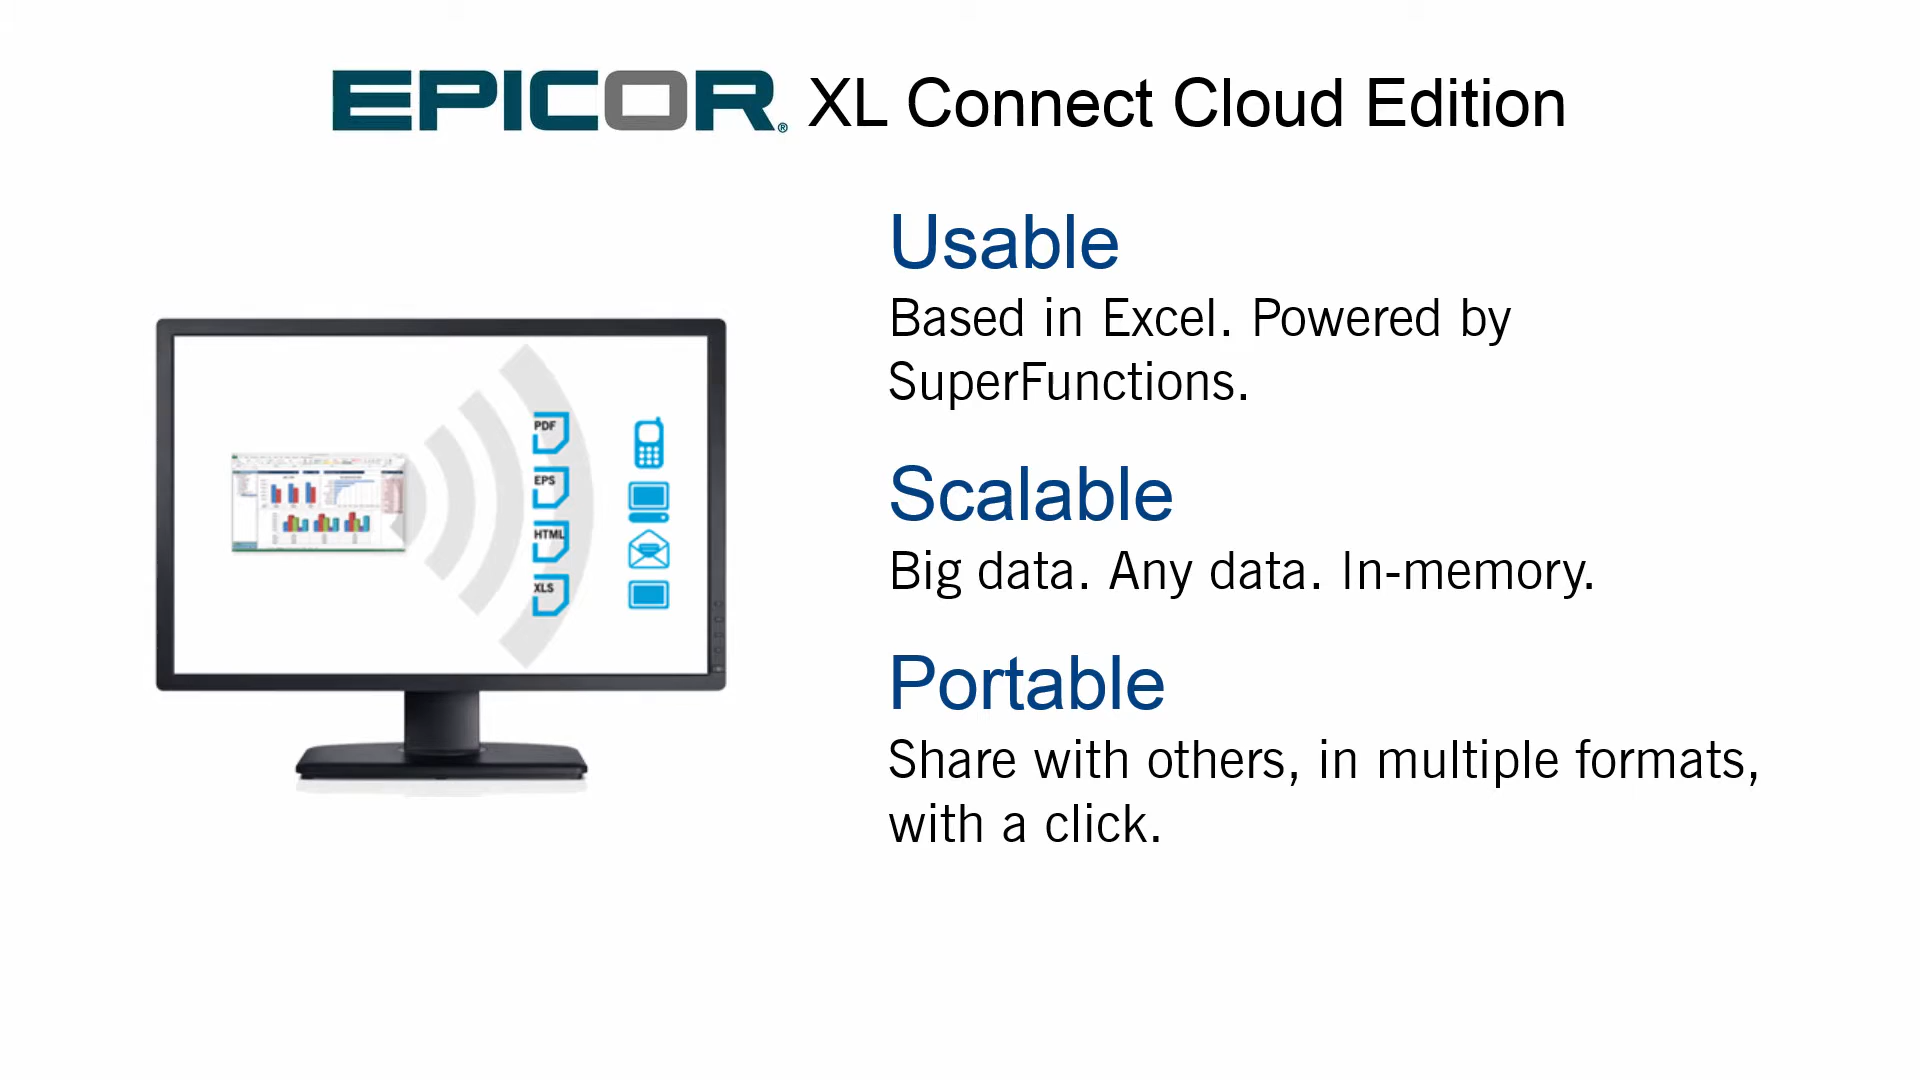 EPICOR® XL Connect Cloud Edition
Usable
Based in Excel. Powered by
SuperFunctions.
Scalable
Big data. Any data. In-memory.
Portable
Share with others, in multiple formats,
with a click.
PDF
EPS
HTML
XLS